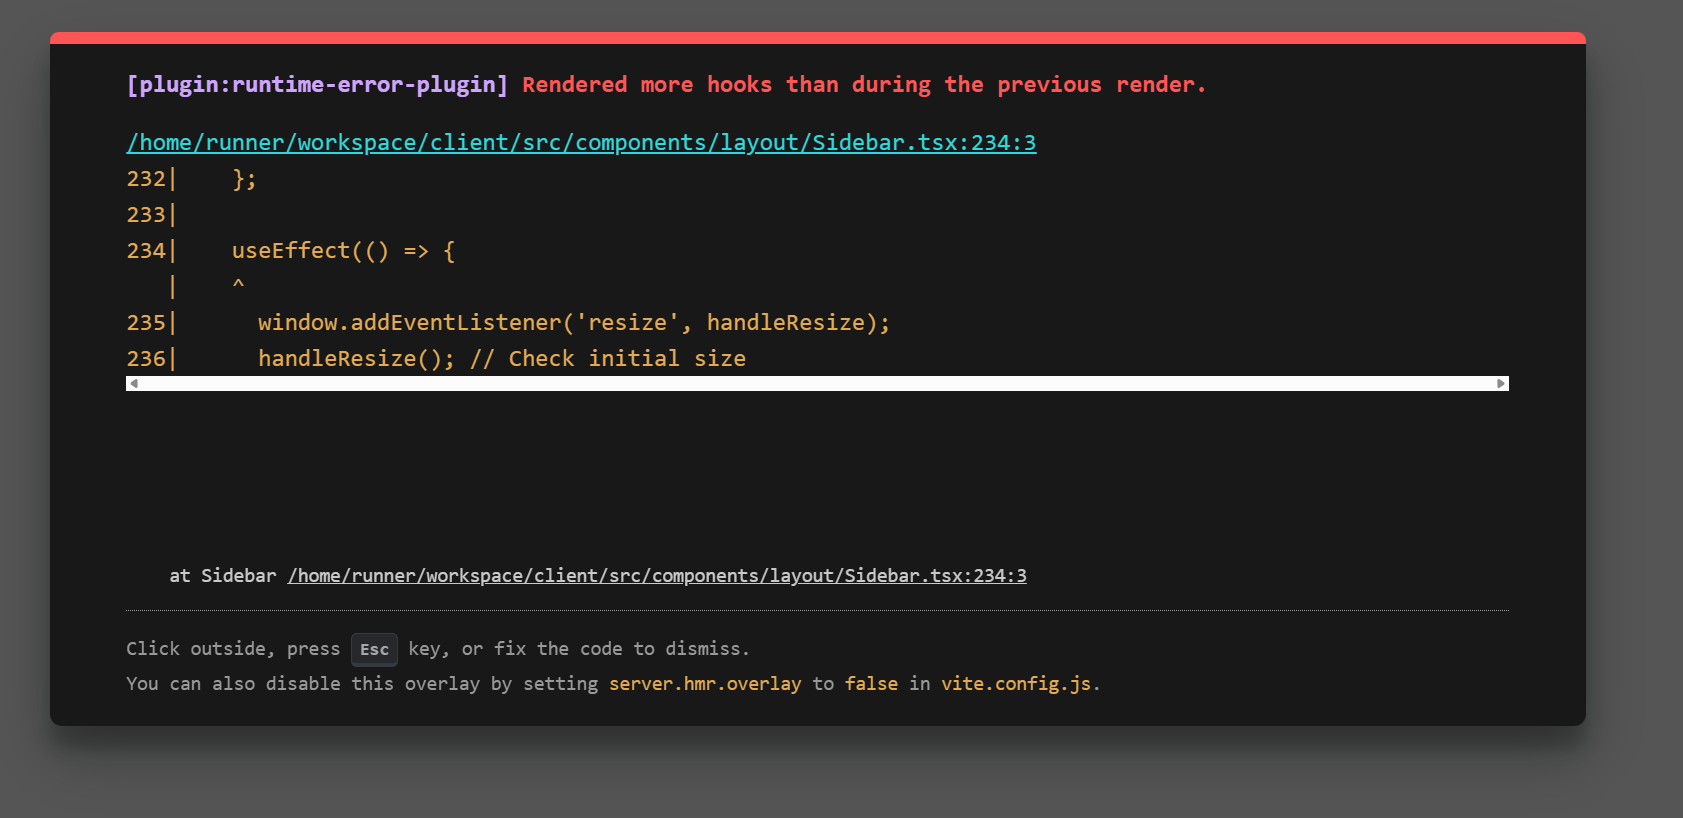 [plugin:runtime-error-plugin] Rendered more hooks than during the previous render.
/home/runner/workspace/client/src/components/layout/Sidebar.tsx:234:3
232|    };
233|
234|    useEffect(() => {
   |    ^
235|      window.addEventListener('resize', handleResize);
236|      handleResize(); // Check initial size
at Sidebar /home/runner/workspace/client/src/components/layout/Sidebar.tsx:234:3
Click outside, press Esc key, or fix the code to dismiss.
You can also disable this overlay by setting server.hmr.overlay to false in vite.config.js.